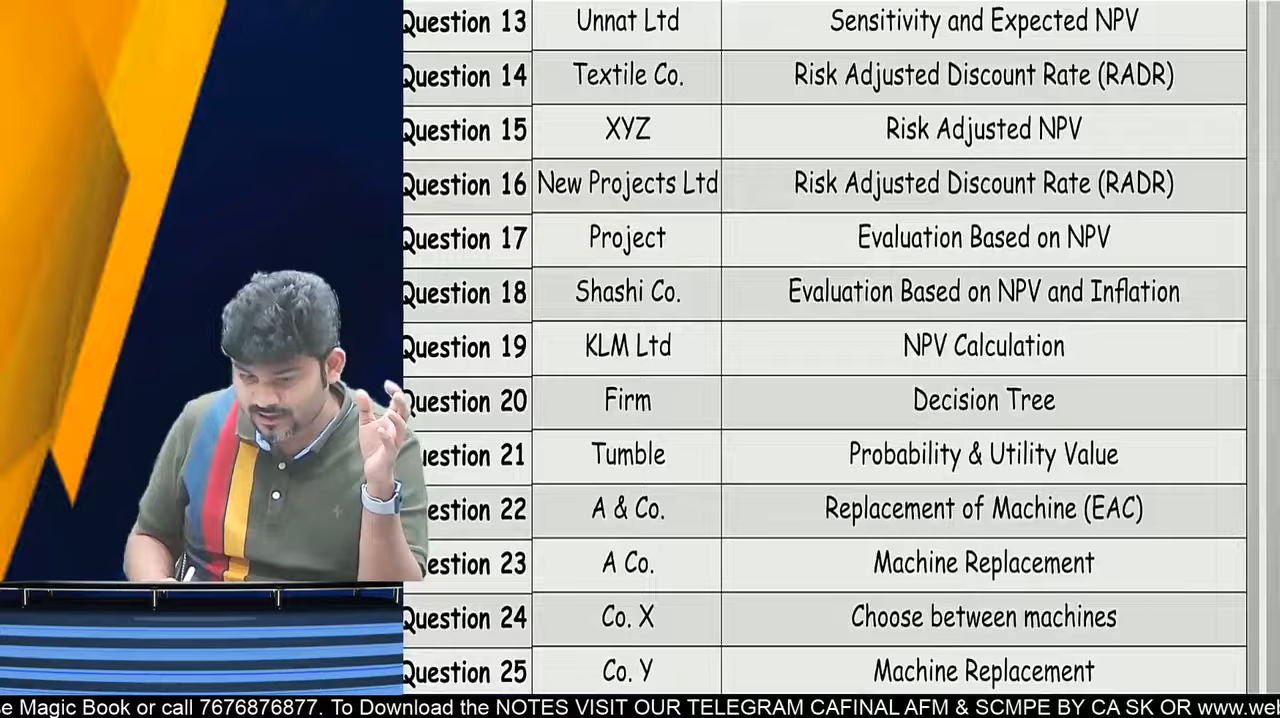 Question 13 Unnat Ltd Sensitivity and Expected NPV
Question 14 Textile Co. Risk Adjusted Discount Rate (RADR)
Question 15 XYZ Risk Adjusted NPV
Question 16 New Projects Ltd Risk Adjusted Discount Rate (RADR)
Question 17 Project Evaluation Based on NPV
Question 18 Shashi Co. Evaluation Based on NPV and Inflation
Question 19 KLM Ltd NPV Calculation
Question 20 Firm Decision Tree
uestion 21 Tumble Probability & Utility Value
estion 22 A & Co. Replacement of Machine (EAC)
estion 23 A Co. Machine Replacement
Question 24 Co. X Choose between machines
Question 25 Co. Y Machine Replacement
e Magic Book or call 7676876877. To Download the NOTES VISIT OUR TELEGRAM CAFINAL AFM & SCMPE BY CA SK OR www.web